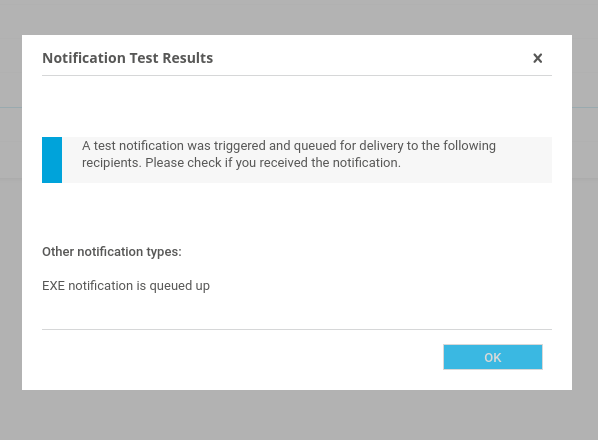 Notification Test Results
A test notification was triggered and queued for delivery to the following
recipients. Please check if you received the notification.
Other notification types:
EXE notification is queued up
OK